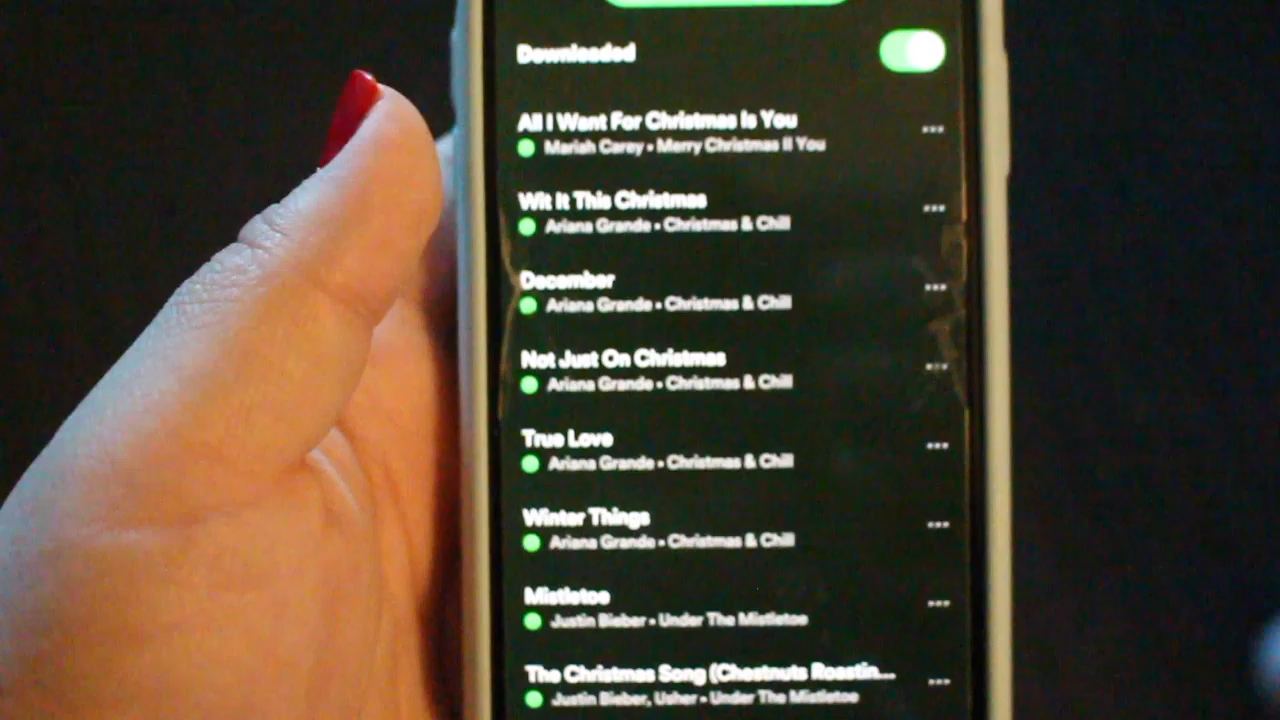 Downloaded
All I Want For Christmas Is You
Mariah Carey • Merry Christmas II You
Wit It This Christmas
Ariana Grande • Christmas & Chill
December
Ariana Grande • Christmas & Chill
Not Just On Christmas
Ariana Grande • Christmas & Chill
True Love
Ariana Grande • Christmas & Chill
Winter Things
Ariana Grande • Christmas & Chill
Mistletoe
Justin Bieber • Under The Mistletoe
The Christmas Song (Chestnuts Roastin...
Justin Bieber, Usher • Under The Mistletoe